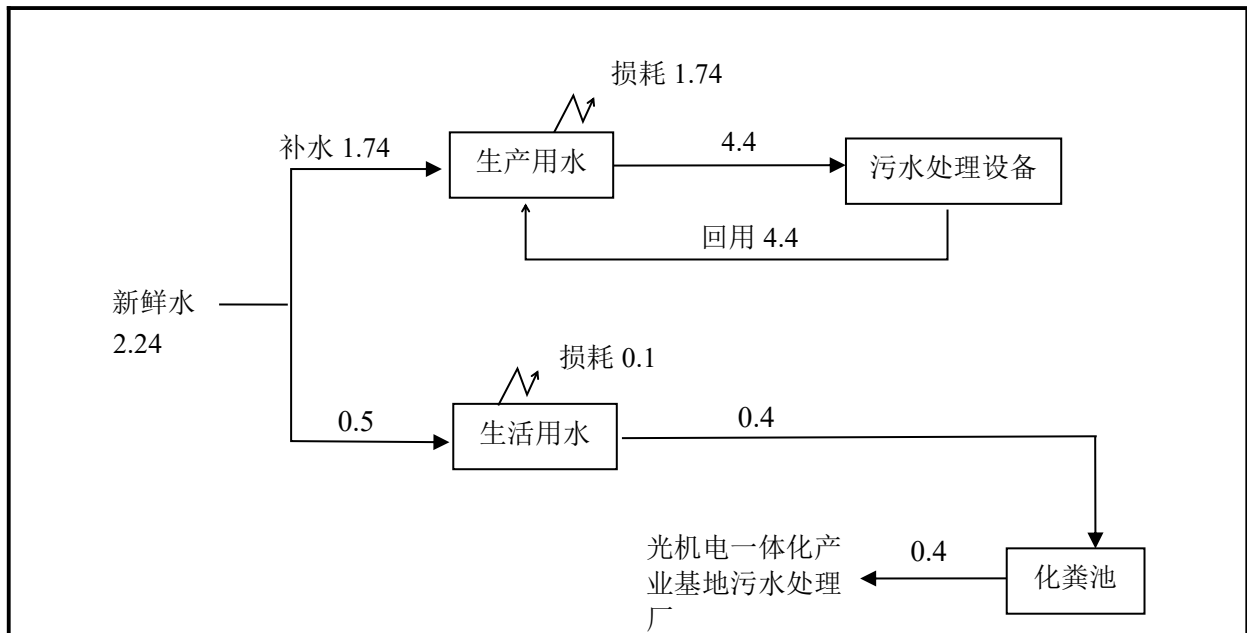 损耗 1.74
补水 1.74
生产用水
4.4
污水处理设备
回用 4.4
新鲜水
2.24
损耗 0.1
0.5
生活用水
0.4
光机电一体化产
业基地污水处理
厂
0.4
化粪池